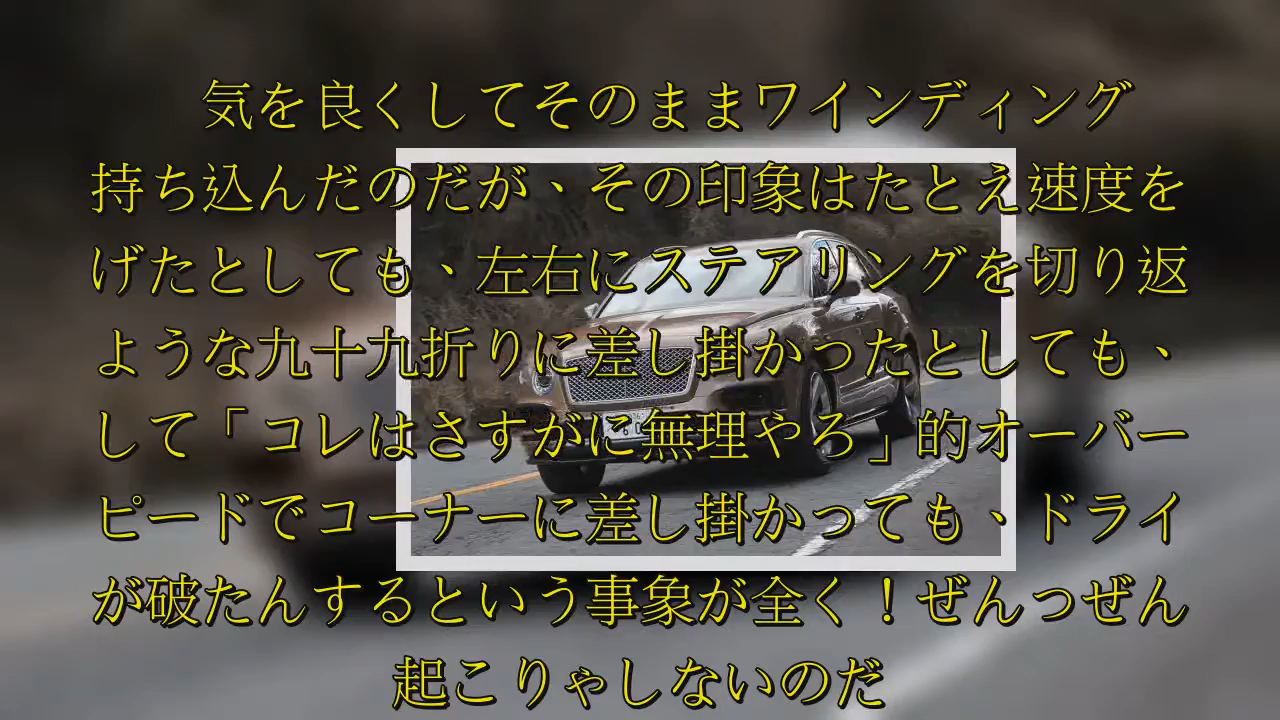 気を良くしてそのままワインディング
持ち込んだのだが、その印象はたとえ速度を
げたとしても、左右にステアリングを切り返
ような九十九折りに差し掛かったとしても、
して「コレはさすがに無理やろ」的オーバー
ピードでコーナーに差し掛かっても、ドライ
が破たんするという事象が全く！ぜんつぜん
起こりゃしないのだ